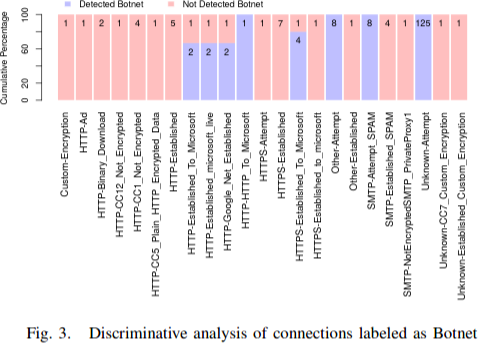 Detected Botnet Not Detected Botnet
Cumulative Percentage
100
80
60
20
0
1 1 2 1 4 1 5 1 1 1 1 1 7 1 1 8 1 8 4 1 125 1 1
2 2 2 4
Custom-Encryption
HTTP-Ad
HTTP-Binary_Download
HTTP-CC12_Not_Encrypted
HTTP-CC1_Not_Encrypted
HTTP-CC5_Plain_HTTP_Encrypted_Data
HTTP-Established
HTTP-Established_To_Microsoft
HTTP-Established_microsoft_live
HTTP-Google_Net_Established
HTTP-HTTP_To_Microsoft
HTTPS-Attempt
HTTPS-Established
HTTPS-Established_To_Microsoft
HTTPS-Established_to_microsoft
Other-Attempt
Other-Established
SMTP-Attempt_SPAM
SMTP-Established_SPAM
SMTP-NotEncryptedSMTP_PrivateProxy1
Unknown-Attempt
Unknown-CC7_Custom_Encryption
Unknown-Established_Custom_Encryption
Fig. 3. Discriminative analysis of connections labeled as Botnet